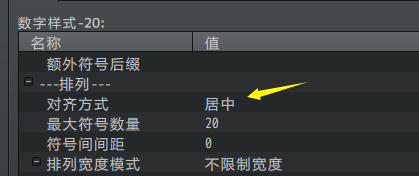 数字样式-20:
名称 值
额外符号后缀
---排列---
对齐方式 居中
最大符号数量 20
符号间间距 0
排列宽度模式 不限制宽度